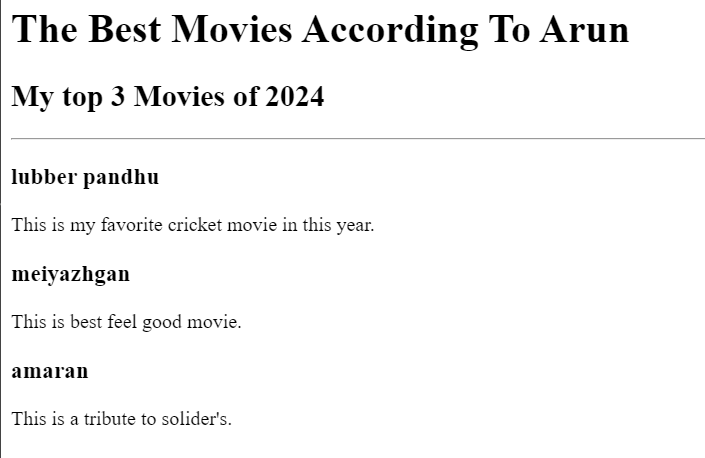 The Best Movies According To Arun
My top 3 Movies of 2024
lubber pandhu
This is my favorite cricket movie in this year.
meiyazhgan
This is best feel good movie.
amaran
This is a tribute to solider's.